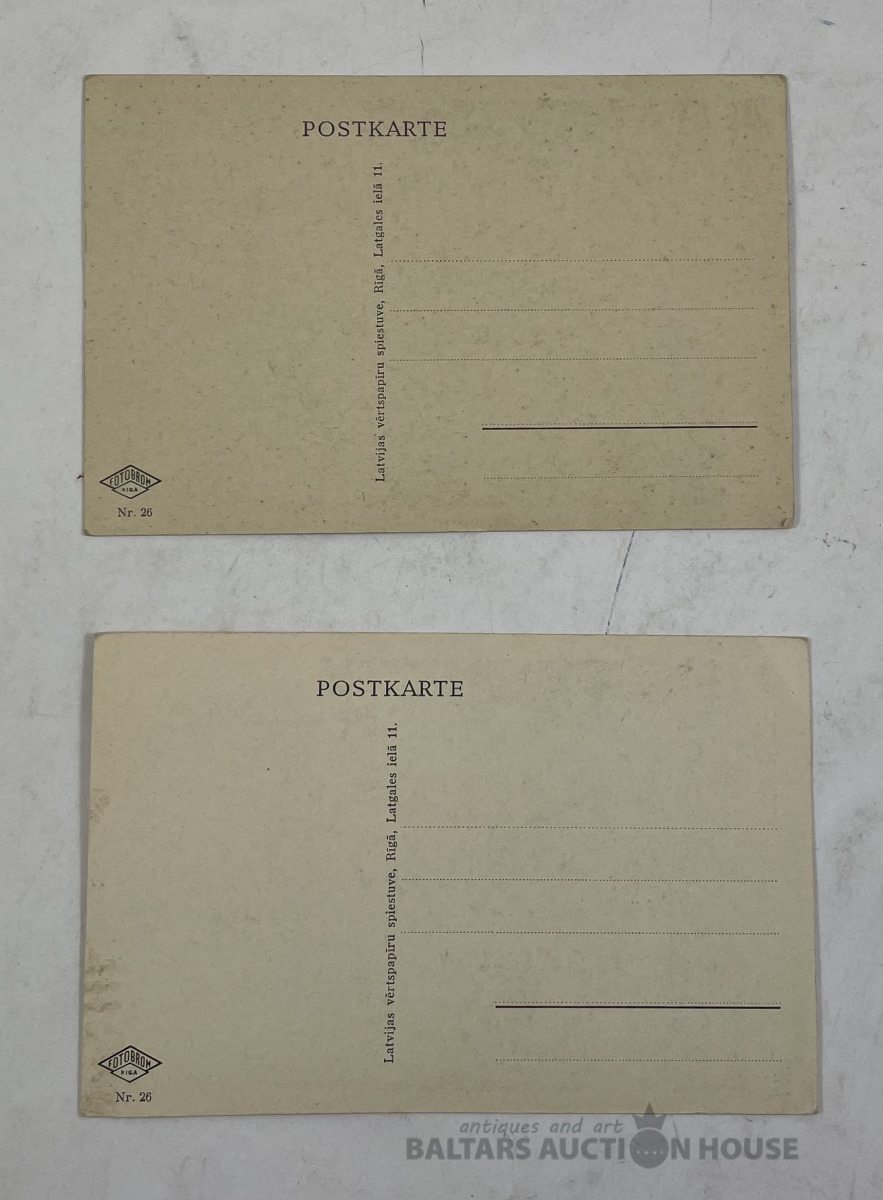 POSTKARTE
Latvijas vērtspapīru spiestuve, Rīgā, Latgales ielā 11.
FOTOBROM
RIGA
Nr. 26
POSTKARTE
Latvijas vērtspapīru spiestuve, Rīgā, Latgales ielā 11.
FOTOBROM
RIGA
Nr. 26
antiques and art
BALTARS AUCTION HOUSE